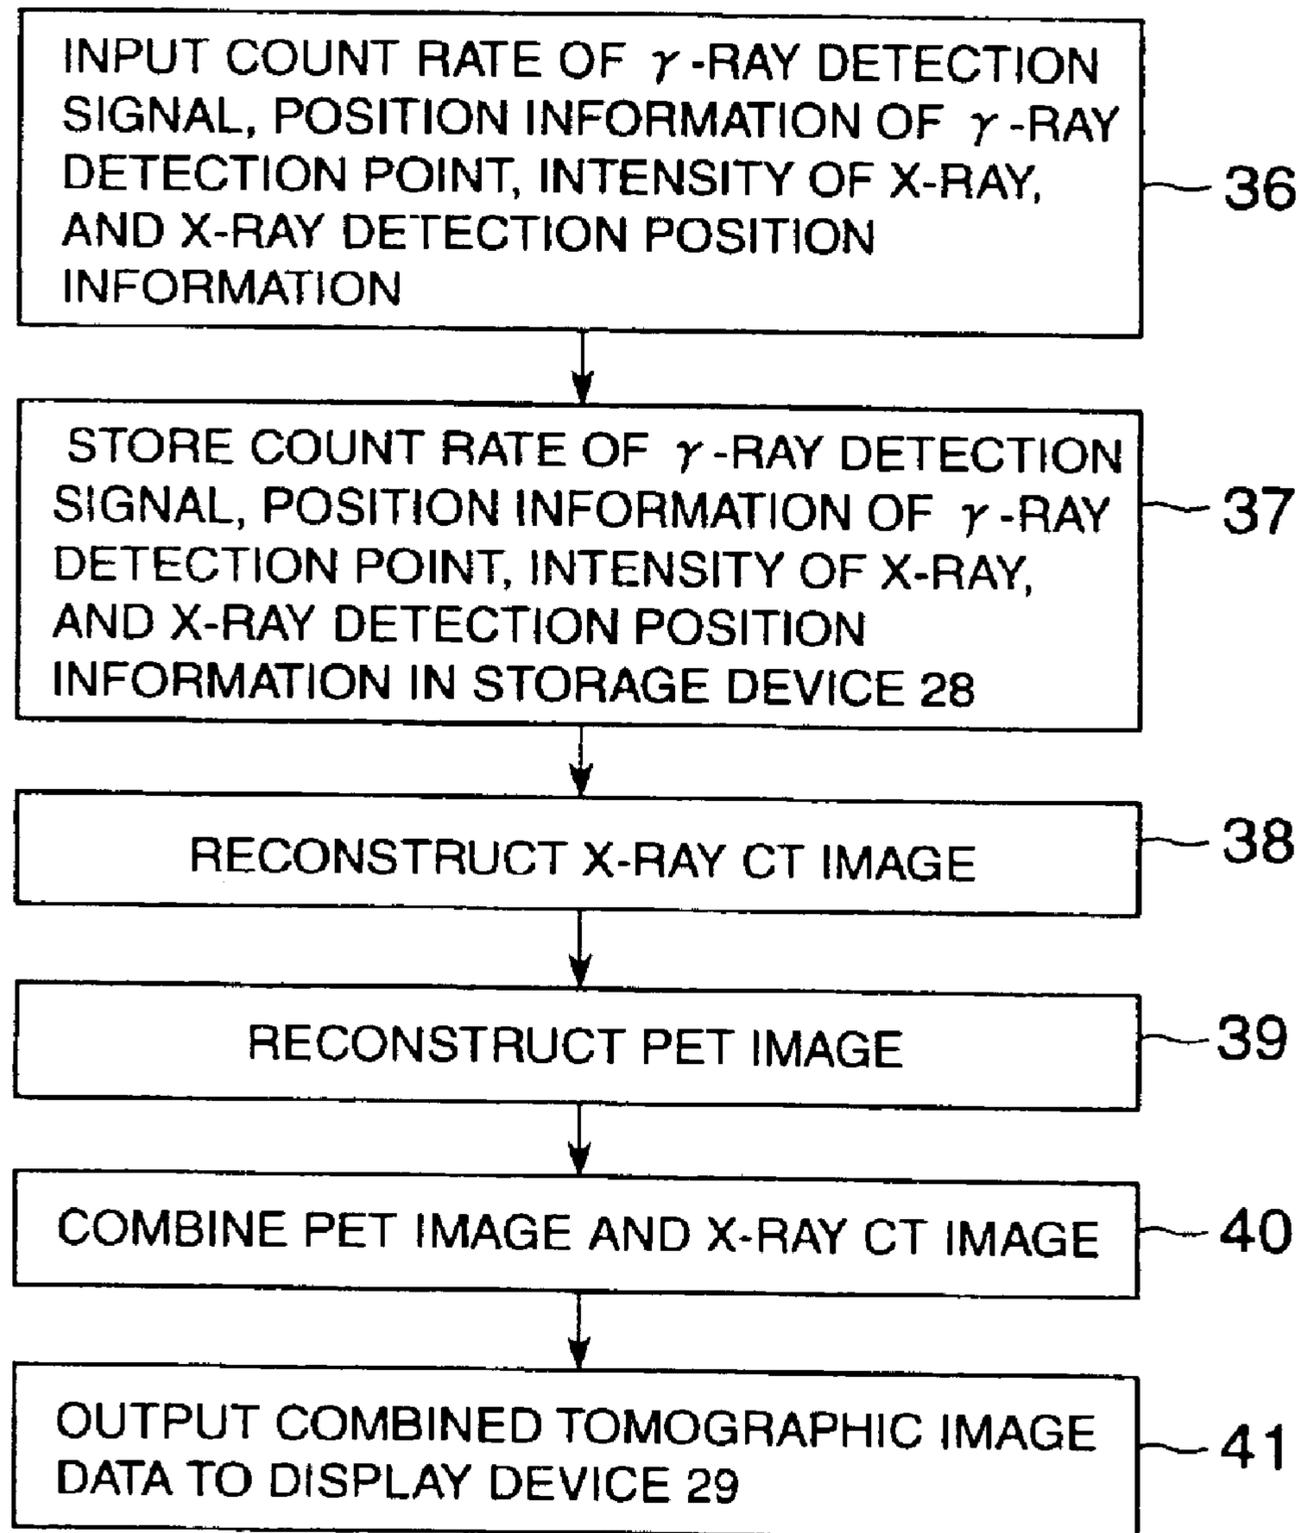 INPUT COUNT RATE OF γ-RAY DETECTION
SIGNAL, POSITION INFORMATION OF γ-RAY
DETECTION POINT, INTENSITY OF X-RAY,
AND X-RAY DETECTION POSITION
INFORMATION
36
STORE COUNT RATE OF γ-RAY DETECTION
SIGNAL, POSITION INFORMATION OF γ-RAY
DETECTION POINT, INTENSITY OF X-RAY,
AND X-RAY DETECTION POSITION
INFORMATION IN STORAGE DEVICE 28
37
RECONSTRUCT X-RAY CT IMAGE
38
RECONSTRUCT PET IMAGE
39
COMBINE PET IMAGE AND X-RAY CT IMAGE
40
OUTPUT COMBINED TOMOGRAPHIC IMAGE
DATA TO DISPLAY DEVICE 29
41